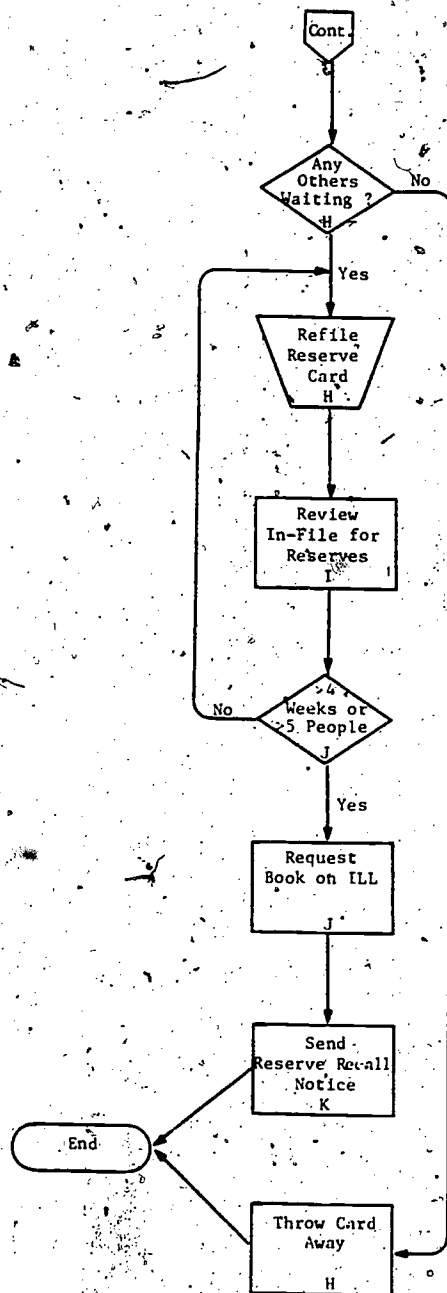 Cont.
Any
Others
Waiting ?
H
No
Yes
Refile
Reserve
Card
H
Review
In-File for
Reserves
I
>4
Weeks or
>5 People
J
No
Yes
Request
Book on ILL
J
Send
Reserve Recall
Notice
K
End
Throw Card
Away
H